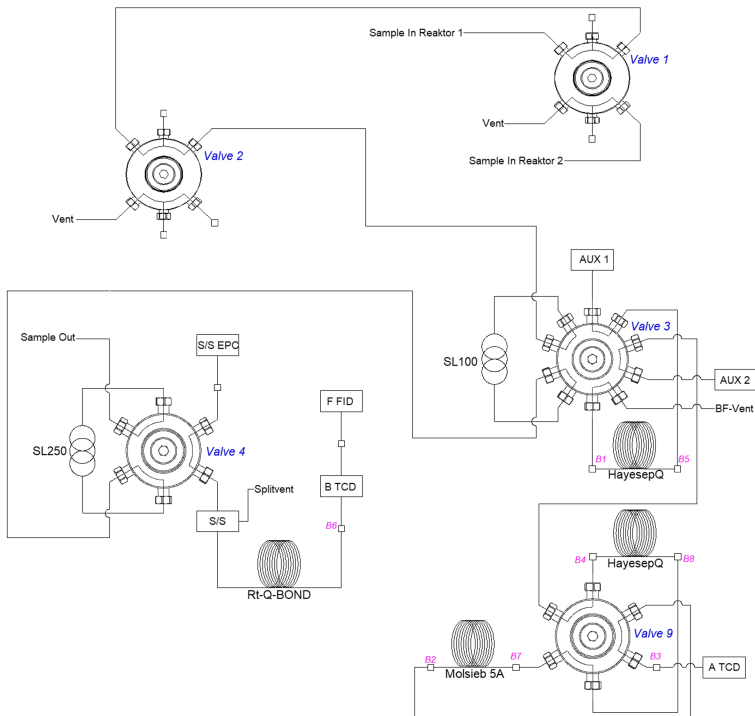 Sample In Reaktor 1
Valve 1
Vent
Valve 2
Sample In Reaktor 2
Vent
AUX 1
Sample Out
S/S EPC
Valve 3
SL100
AUX 2
F FID
BF-Vent
SL250
Valve 4
B1
B5
HayesepQ
B TCD
Splitvent
S/S
B6
B4
B8
HayesepQ
Rt-Q-BOND
Valve 9
B2
B7
B3
A TCD
Molsieb 5A